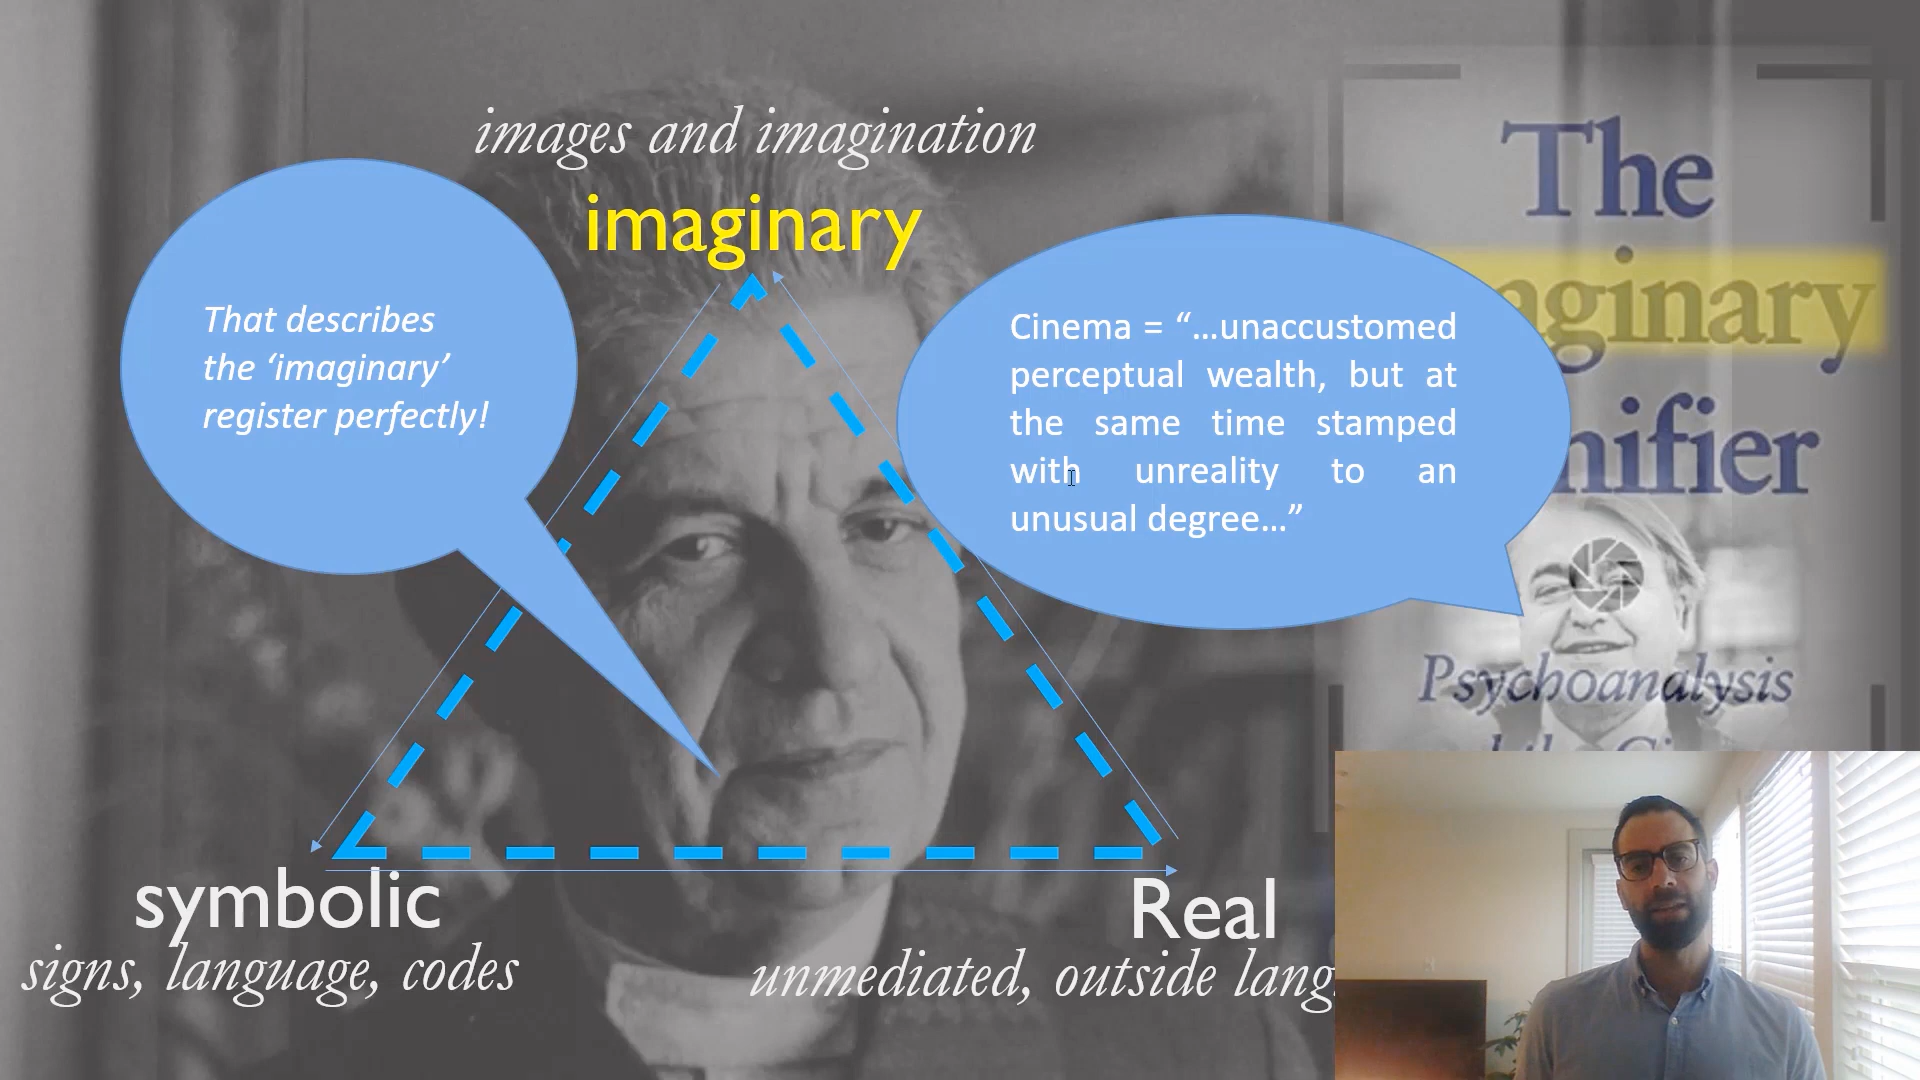 images and imagination
imaginary
That describes
the ‘imaginary’
register perfectly!
Cinema = “…unaccustomed
perceptual wealth, but at
the same time stamped
with unreality to an
unusual degree…”
symbolic
signs, language, codes
Real
unmediated, outside lang
The
aginary
nifier
Psychoanalysis